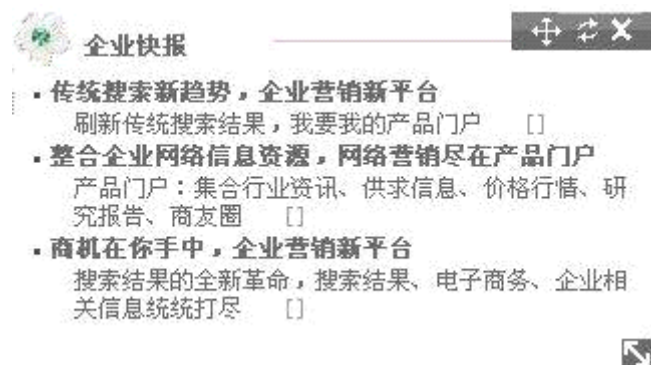 企业快报
传统搜索新趋势，企业营销新平台
刷新传统搜索结果，我要我的产品门户 []
整合企业网络信息资源，网络营销尽在产品门户
产品门户：集合行业资讯、供求信息、价格行情、研
究报告、商友圈 []
商机在你手中，企业营销新平台
搜索结果的全新革命，搜索结果、电子商务、企业相
关信息统统打尽 []